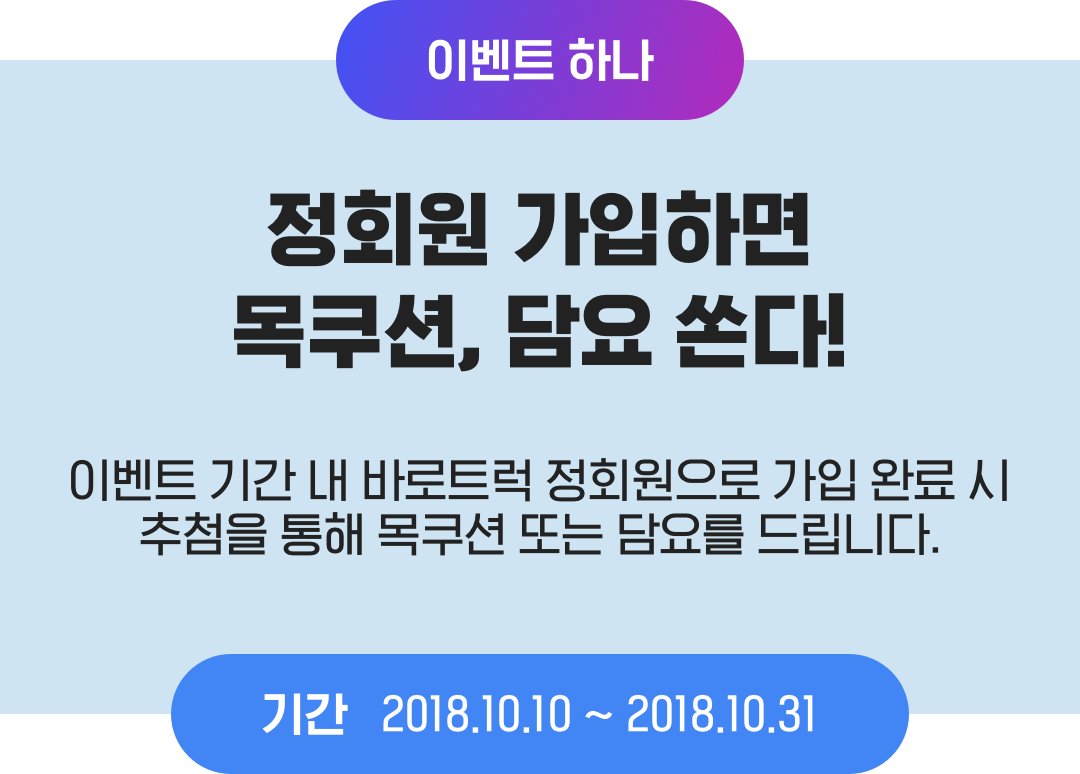 이벤트 하나
정회원 가입하면
목쿠션, 담요 쏜다!
이벤트 기간 내 바로트럭 정회원으로 가입 완료 시
추첨을 통해 목쿠션 또는 담요를 드립니다.
기간 2018.10.10 ~ 2018.10.31